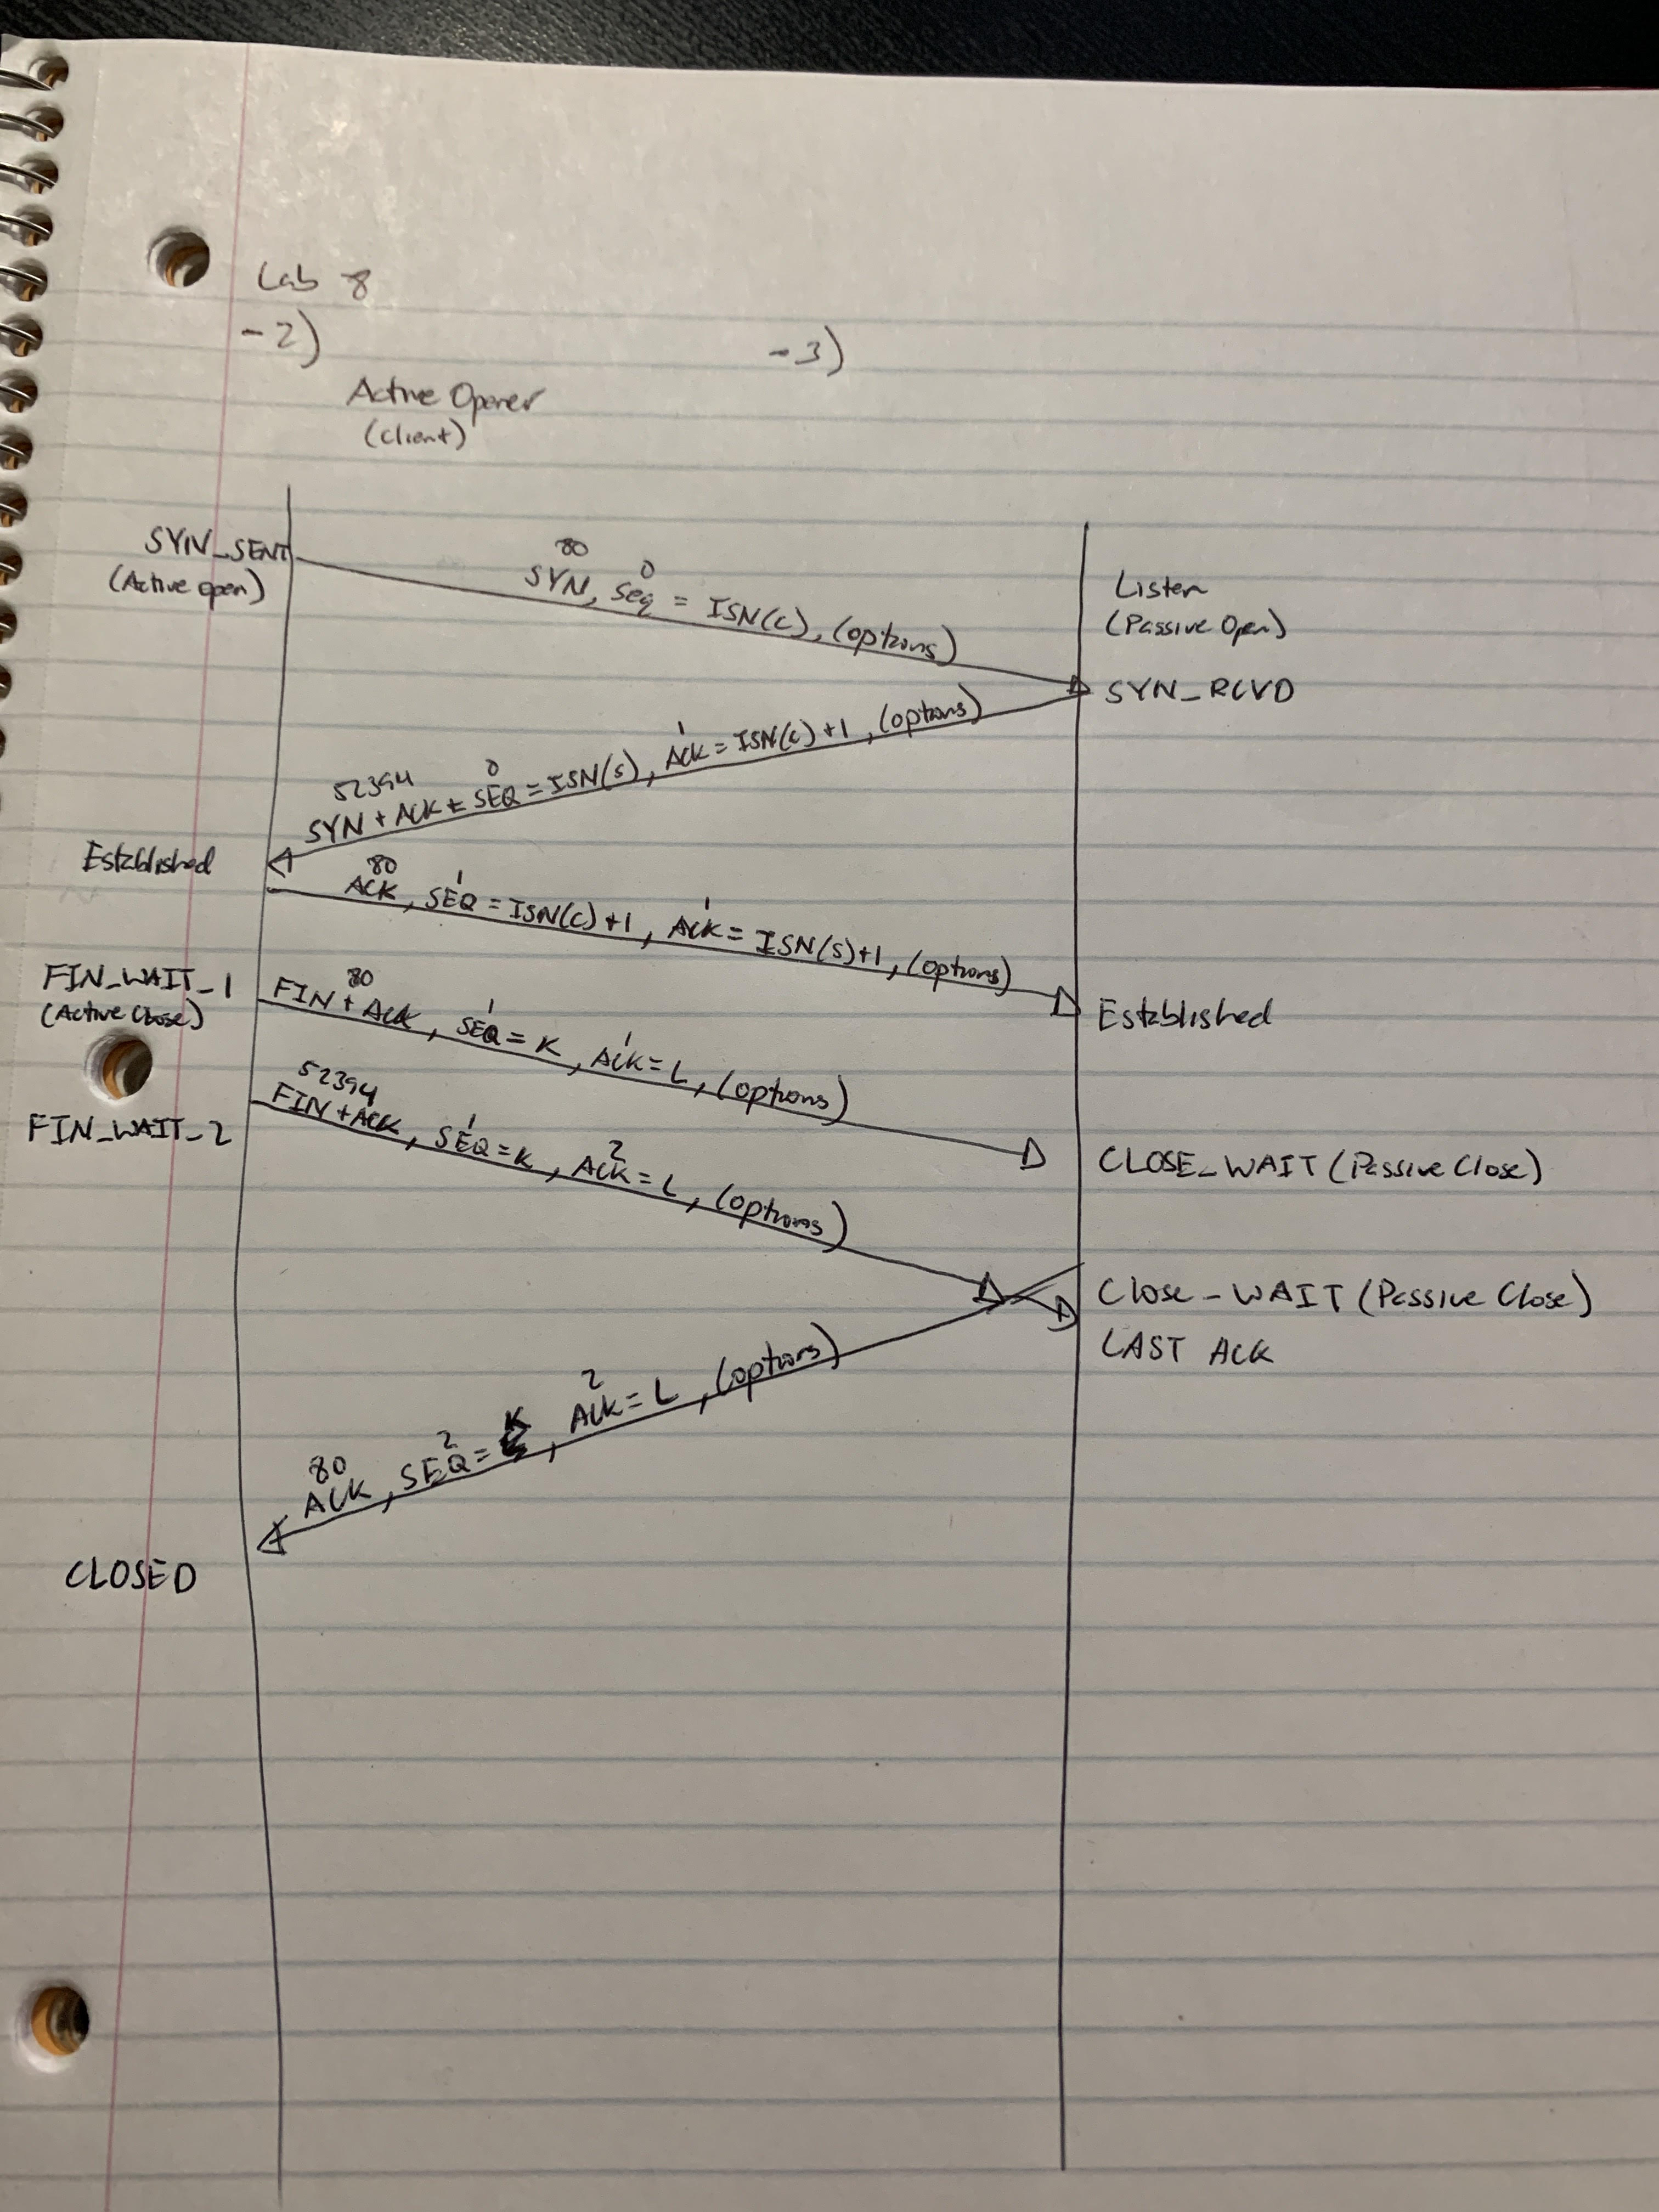 Lab 8
-2)
-3)
Active Opener
(client)
SYN_SENT
(Active open)
80
0
SYN, Seq = ISN(c), (options)
Listen
(Passive Open)
SYN_RCVD
52394
0
1
SYN + ACK + SEQ = ISN(s), ACK = ISN(c)+1, (options)
Established
80
1
1
ACK, SEQ = ISN(c)+1, ACK = ISN(s)+1, (options)
Established
FIN_WAIT_1
(Active Close)
80
1
1
FIN + Ack, SEQ = K, ACK = L, (options)
CLOSE_WAIT (Passive Close)
FIN_WAIT_2
52394
1
2
FIN + ACK, SEQ = K, ACK = L, (options)
Close_WAIT (Passive Close)
LAST ACK
80
2
2
ACK, SEQ = K, ACK = L, (options)
CLOSED